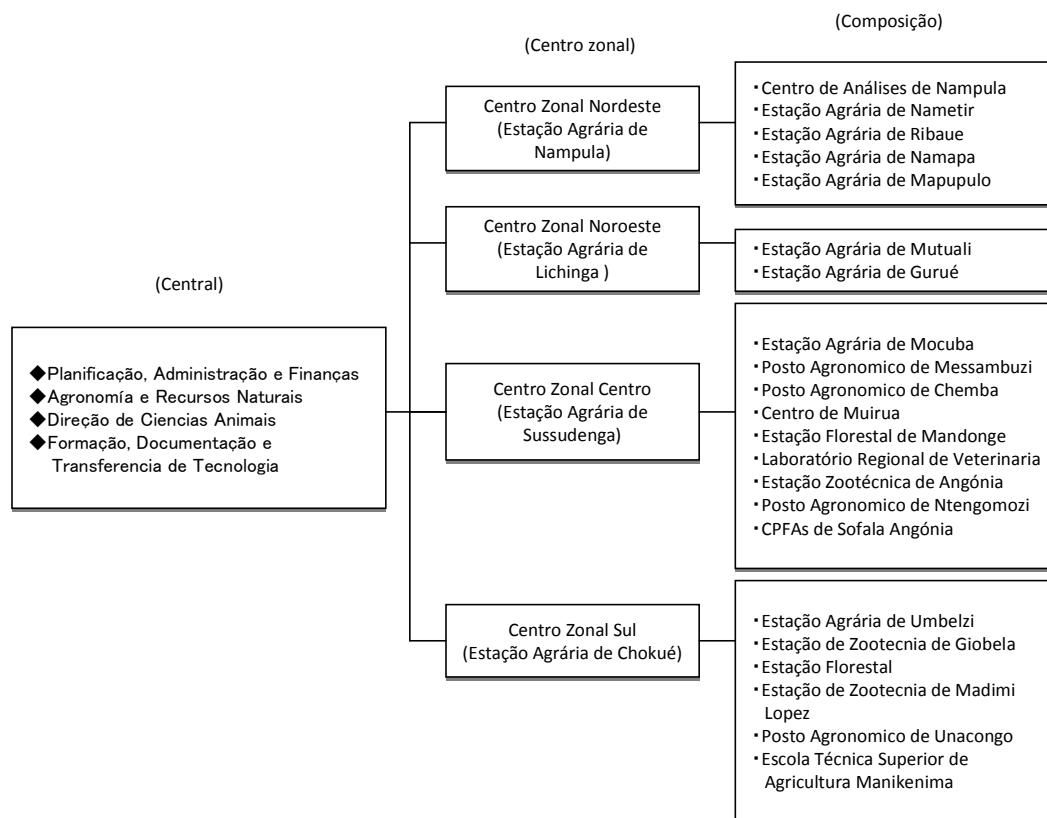 (Composição)
(Centro zonal)
(Central)
◆Planificação, Administração e Finanças
◆Agronomía e Recursos Naturais
◆Direção de Ciencias Animais
◆Formação, Documentação e
Transferencia de Tecnologia
Centro Zonal Nordeste
(Estação Agrária de
Nampula)
・Centro de Análises de Nampula
・Estação Agrária de Nametir
・Estação Agrária de Ribaue
・Estação Agrária de Namapa
・Estação Agrária de Mapupulo
Centro Zonal Noroeste
(Estação Agrária de
Lichinga )
・Estação Agrária de Mutuali
・Estação Agrária de Gurué
Centro Zonal Centro
(Estação Agrária de
Sussudenga)
・Estação Agrária de Mocuba
・Posto Agronomico de Messambuzi
・Posto Agronomico de Chemba
・Centro de Muirua
・Estação Florestal de Mandonge
・Laboratório Regional de Veterinaria
・Estação Zootécnica de Angónia
・Posto Agronomico de Ntengomozi
・CPFAs de Sofala Angónia
Centro Zonal Sul
(Estação Agrária de Chokué)
・Estação Agrária de Umbelzi
・Estação de Zootecnia de Giobela
・Estação Florestal
・Estação de Zootecnia de Madimi
Lopez
・Posto Agronomico de Unacongo
・Escola Técnica Superior de
Agricultura Manikenima